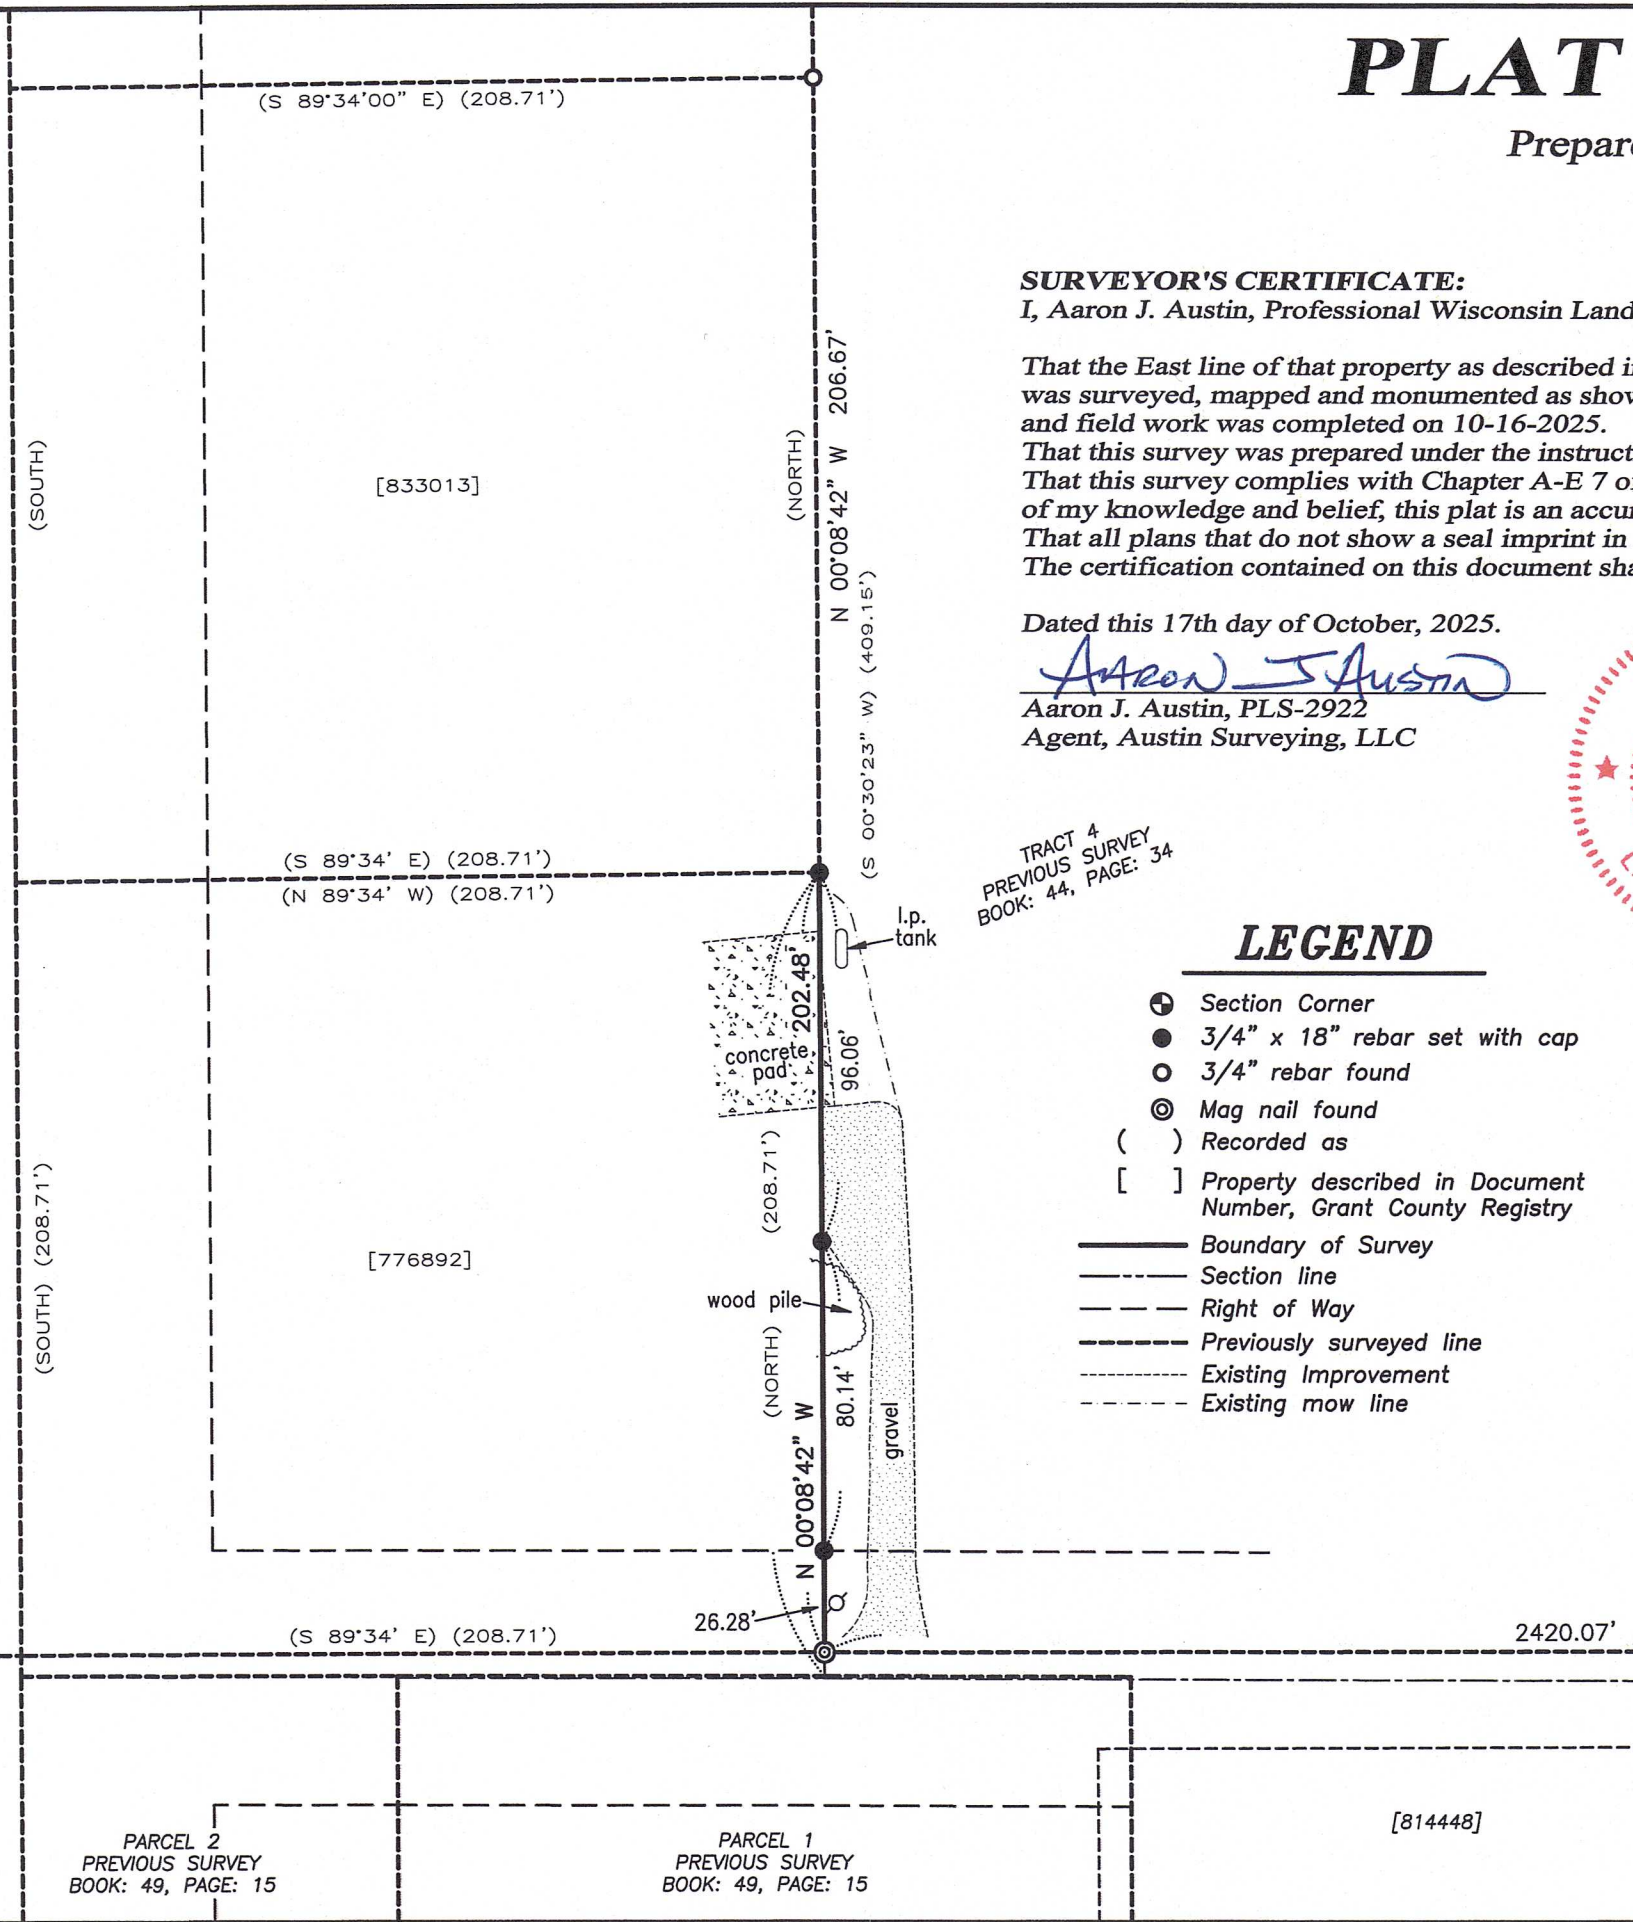 PLAT
SURVEYOR'S CERTIFICATE:
I, Aaron J. Austin, Professional Wisconsin Land
That the East line of that property as described
was surveyed, mapped and monumented as
and field work was completed on 10-16-2025.
That this survey was prepared under the
That this survey complies with Chapter A-E 7
of my knowledge and belief, this plat is an
That all plans that do not show a seal imprint in
The certification contained on this document
Dated this 17th day of October, 2025.
AARON J AUSTIN
Aaron J. Austin, PLS-2922
Agent, Austin Surveying, LLC
(S 89°34'00" E) (208.71')
(SOUTH)
[833013]
(NORTH)
N 00°08'42" W 206.67'
(S 00°30'23" W) (409.15')
(S 89°34' E) (208.71')
(N 89°34' W) (208.71')
TRACT 4
PREVIOUS SURVEY
BOOK: 44, PAGE: 34
l.p.
tank
202.48'
concrete
pad
96.06'
(208.71')
(SOUTH) (208.71')
[776892]
wood pile
(NORTH)
80.14'
N 00°08'42" W
gravel
26.28'
(S 89°34' E) (208.71')
2420.07'
LEGEND
Section Corner
3/4" x 18" rebar set with cap
3/4" rebar found
Mag nail found
( ) Recorded as
[ ] Property described in Document
Number, Grant County Registry
Boundary of Survey
Section line
Right of Way
Previously surveyed line
Existing Improvement
Existing mow line
PARCEL 2
PREVIOUS SURVEY
BOOK: 49, PAGE: 15
PARCEL 1
PREVIOUS SURVEY
BOOK: 49, PAGE: 15
[814448]